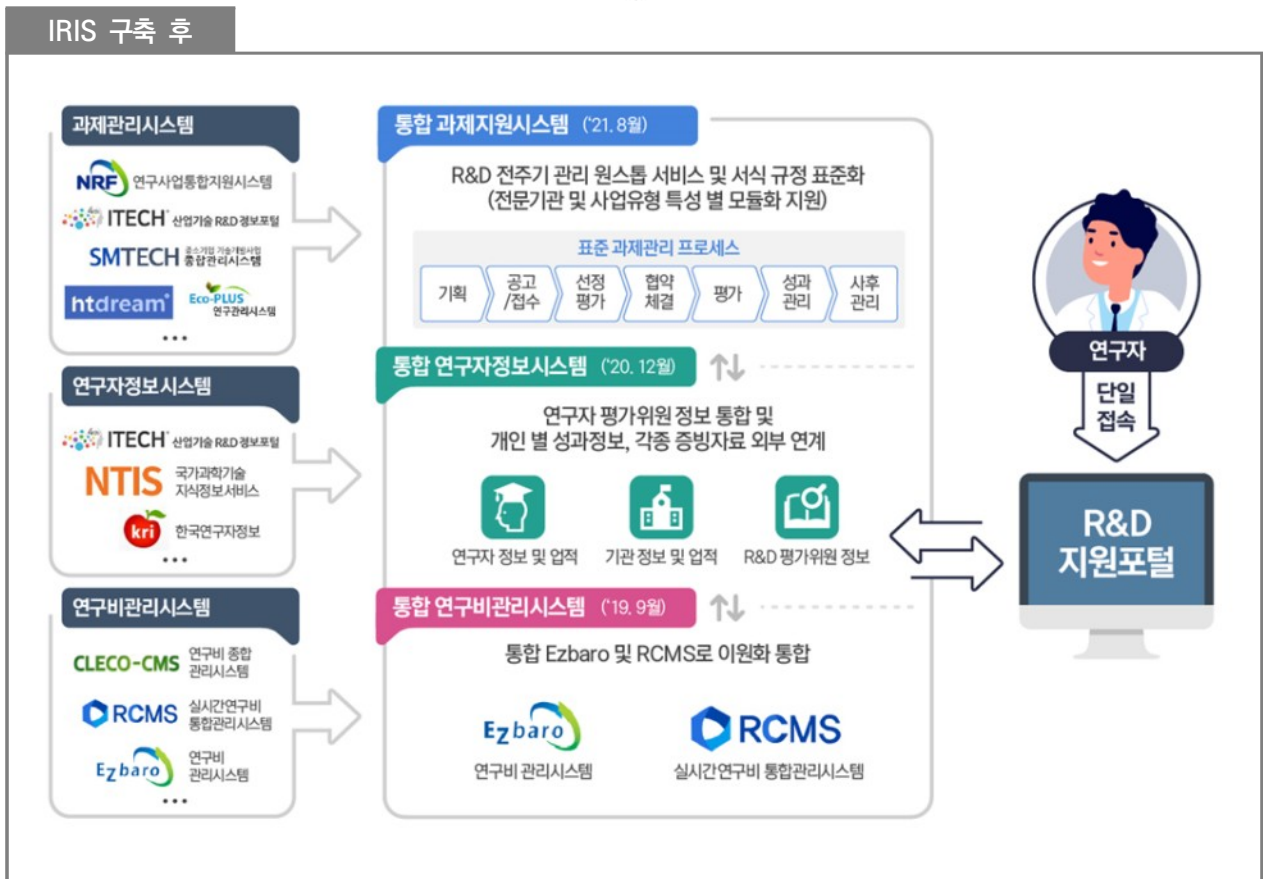 IRIS 구축 후
과제관리시스템
NRF 연구사업통합지원시스템
ITECH 산업기술 R&D 정보포털
SMTECH 중소기업 기술개발사업
종합관리시스템
htdream
Eco-PLUS
연구관리시스템
•••
연구자정보시스템
ITECH 산업기술 R&D 정보포털
NTIS 국가과학기술
지식정보서비스
kri 한국연구자정보
•••
연구비관리시스템
CLECO-CMS 연구비 종합
관리시스템
RCMS 실시간연구비
통합관리시스템
Ezbaro 연구비
관리시스템
•••
통합 과제지원시스템 ('21. 8월)
R&D 전주기 관리 원스톱 서비스 및 서식 규정 표준화
(전문기관 및 사업유형 특성 별 모듈화 지원)
표준 과제관리 프로세스
기획
공고
/접수
선정
평가
협약
체결
평가
성과
관리
사후
관리
통합 연구자정보시스템 ('20. 12월)
연구자 평가위원 정보 통합 및
개인 별 성과정보, 각종 증빙자료 외부 연계
연구자 정보 및 업적
기관 정보 및 업적
R&D 평가위원 정보
통합 연구비관리시스템 ('19. 9월)
통합 Ezbaro 및 RCMS로 이원화 통합
Ezbaro
연구비 관리시스템
RCMS
실시간연구비 통합관리시스템
연구자
단일
접속
R&D
지원포털